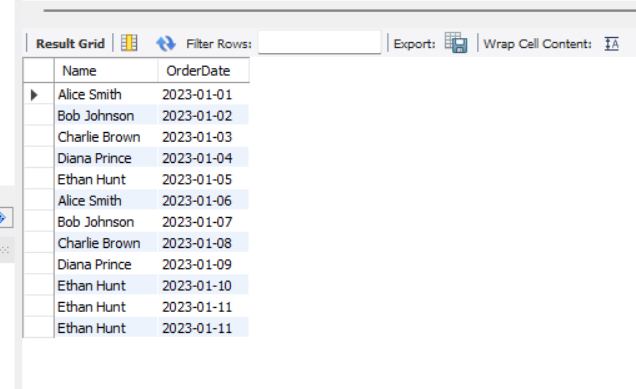 Result Grid Filter Rows: Export: Wrap Cell Content: IA
Name OrderDate
Alice Smith 2023-01-01
Bob Johnson 2023-01-02
Charlie Brown 2023-01-03
Diana Prince 2023-01-04
Ethan Hunt 2023-01-05
Alice Smith 2023-01-06
Bob Johnson 2023-01-07
Charlie Brown 2023-01-08
Diana Prince 2023-01-09
Ethan Hunt 2023-01-10
Ethan Hunt 2023-01-11
Ethan Hunt 2023-01-11